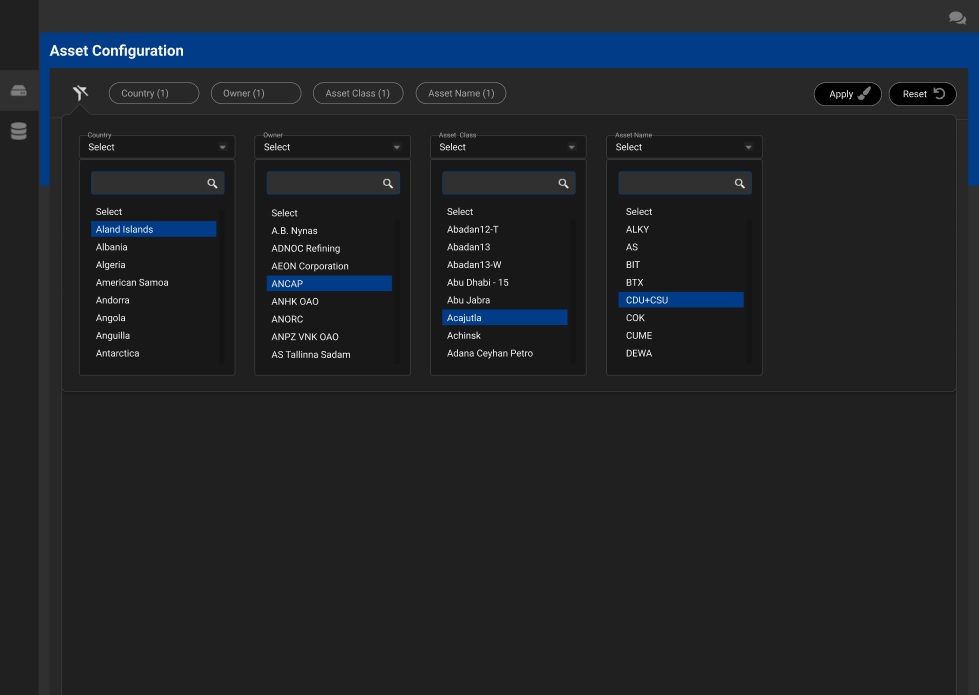 Asset Configuration
Country (1)
Owner (1)
Asset Class (1)
Asset Name (1)
Apply
Reset
Country
Select
Select
Aland Islands
Albania
Algeria
American Samoa
Andorra
Angola
Anguilla
Antarctica
Owner
Select
Select
A.B. Nynas
ADNOC Refining
AEON Corporation
ANCAP
ANHK OAO
ANORC
ANPZ VNK OAO
AS Tallinna Sadam
Asset Class
Select
Select
Abadan12-T
Abadan13
Abadan13-W
Abu Dhabi - 15
Abu Jabra
Acajutla
Achinsk
Adana Ceyhan Petro
Asset Name
Select
Select
ALKY
AS
BIT
BTX
CDU+CSU
COK
CUME
DEWA